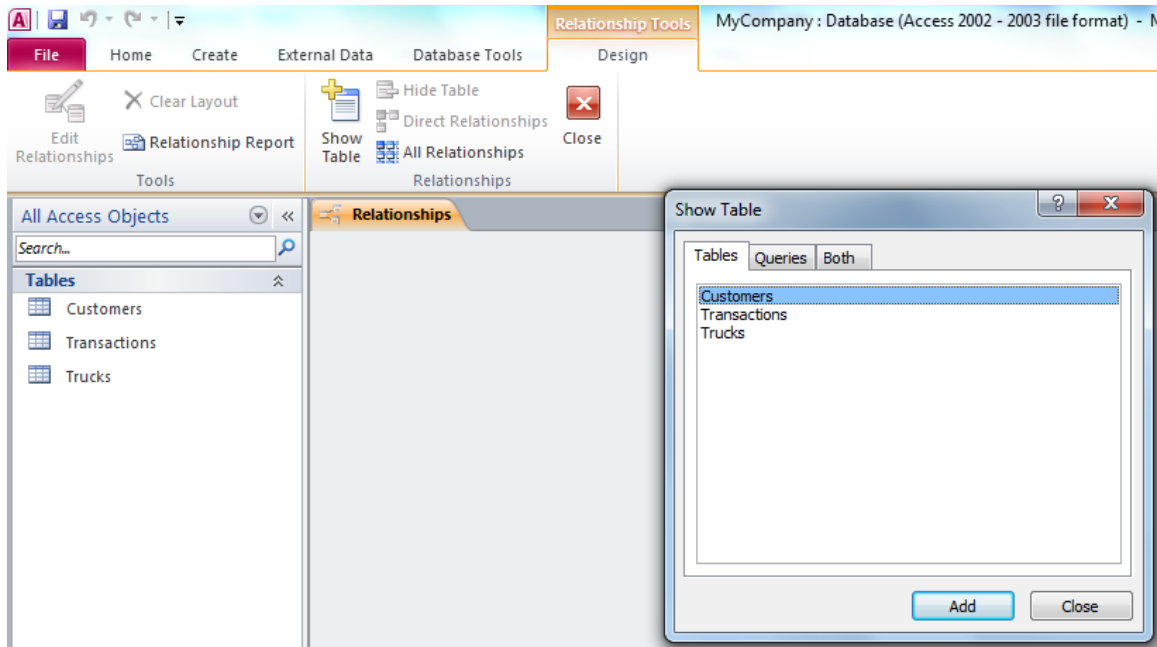 A
Relationship Tools MyCompany : Database (Access 2002 - 2003 file format) -
File Home Create External Data Database Tools Design
Clear Layout
Edit Relationships
Relationship Report
Tools
Show Table
Hide Table
Direct Relationships
All Relationships
Close
Relationships
All Access Objects
Search...
Tables
Customers
Transactions
Trucks
Relationships
Show Table
? X
Tables Queries Both
Customers
Transactions
Trucks
Add Close